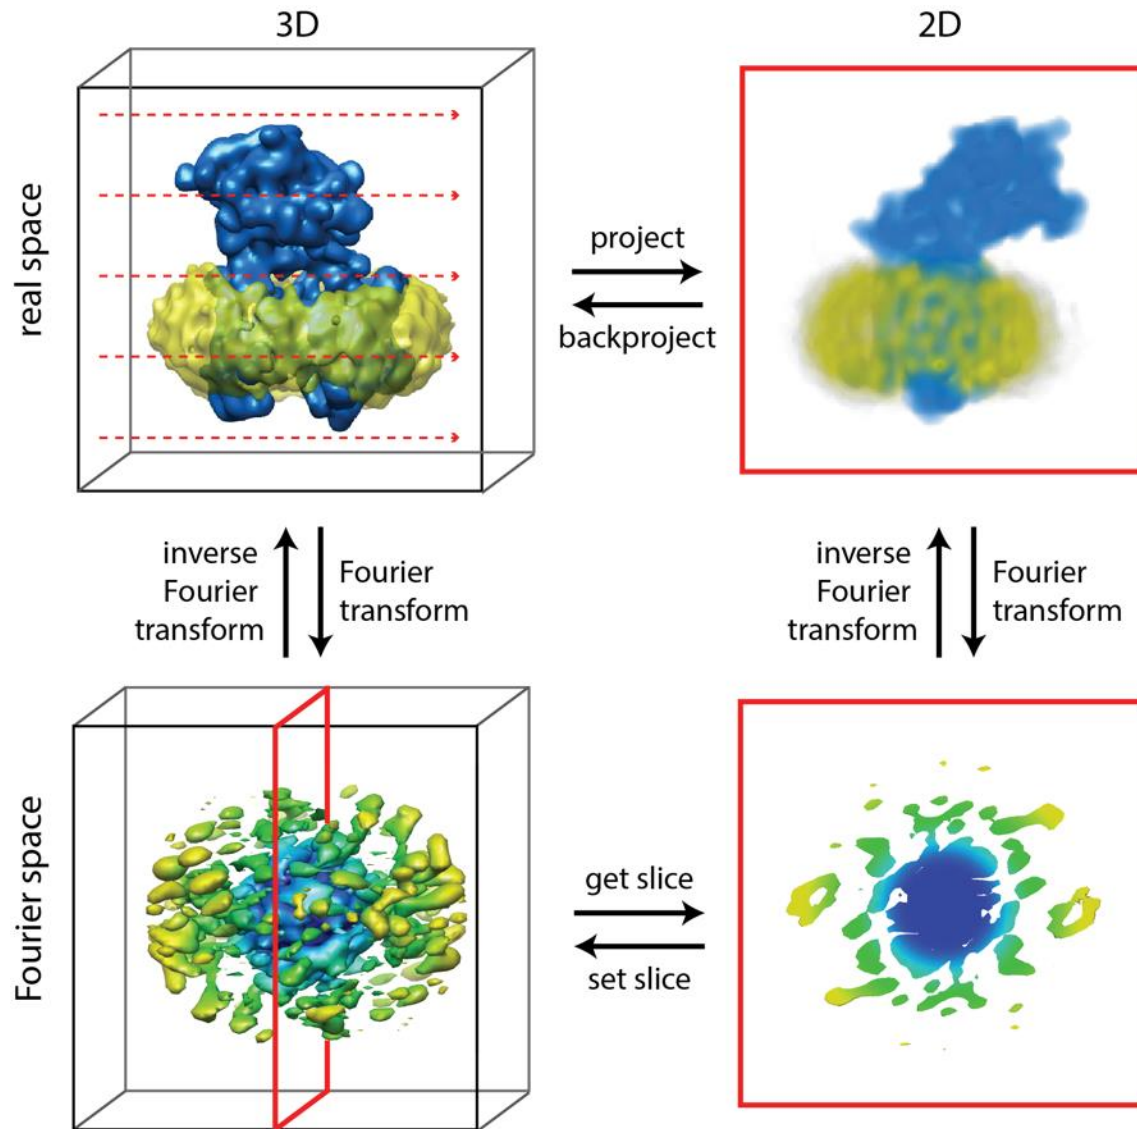 3D
2D
real space
project
backproject
inverse
Fourier
transform
Fourier
transform
inverse
Fourier
transform
Fourier
transform
Fourier space
get slice
set slice